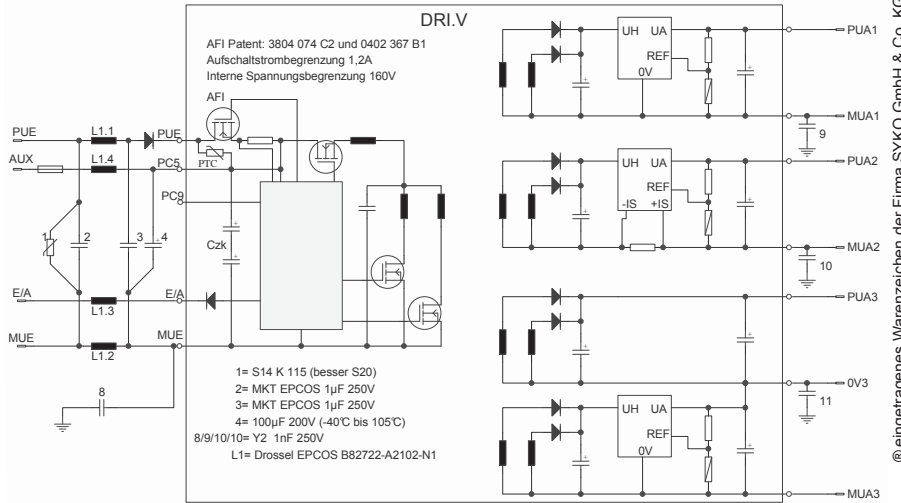 DRI.V
AFI Patent: 3804 074 C2 und 0402 367 B1
Aufschaltstrombegrenzung 1,2A
Interne Spannungsbegrenzung 160V
AFI
PUE
L1.1
PUE
AUX
L1.4
PC5
PTC
PC9
1
2
3
4
Czk
E/A
L1.3
E/A
MUE
L1.2
MUE
8
1= S14 K 115 (besser S20)
2= MKT EPCOS 1µF 250V
3= MKT EPCOS 1µF 250V
4= 100µF 200V (-40°C bis 105°C)
8/9/10/10= Y2 1nF 250V
L1= Drossel EPCOS B82722-A2102-N1
UH UA
REF
0V
PUA1
MUA1
9
UH UA
REF
-IS +IS
PUA2
MUA2
10
PUA3
0V3
11
UH UA
REF
0V
MUA3
® eingetragenes Warenzeichen der Firma SYKO GmbH & Co. KG